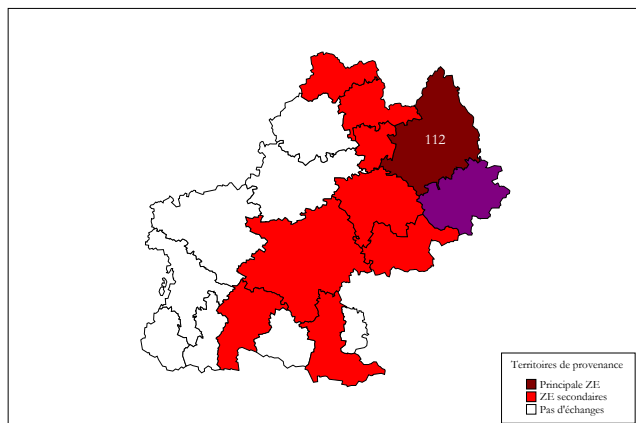 112
Territoires de provenance
Principale ZE
ZE secondaires
Pas d'échanges